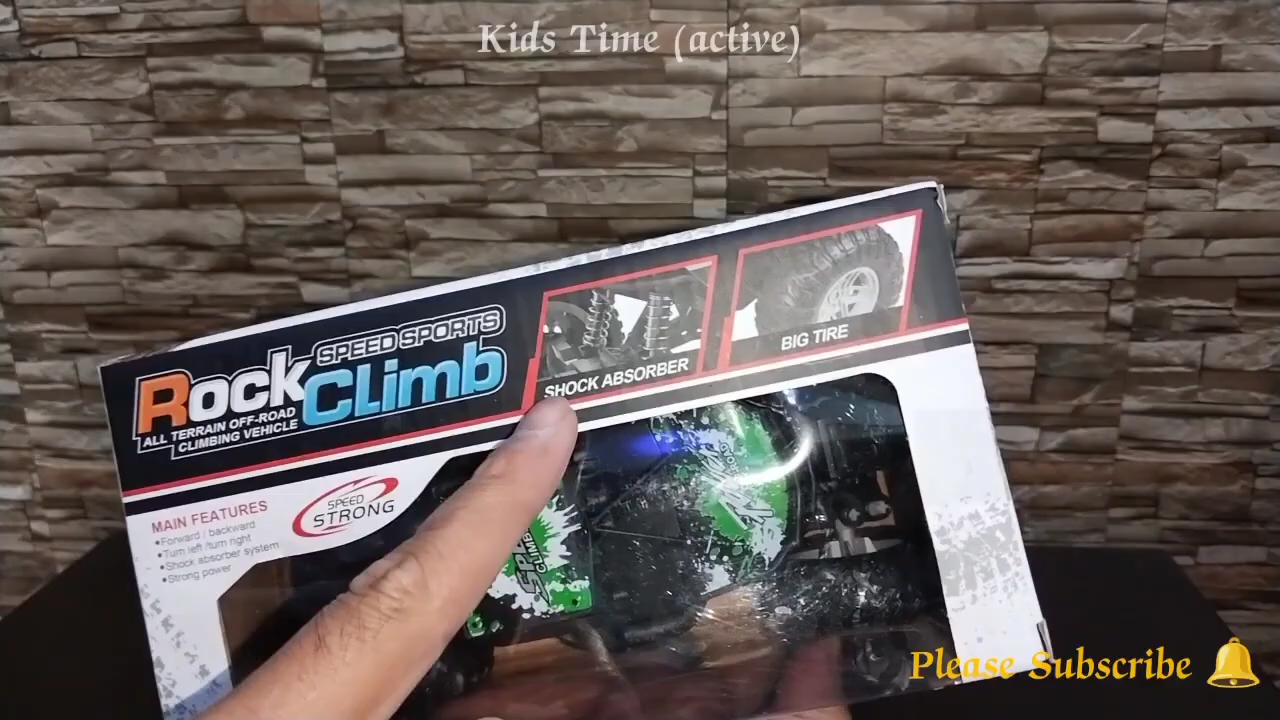 Kids Time (active)
SPEED SPORTS
Rock Climb
ALL TERRAIN OFF-ROAD
CLIMBING VEHICLE
SHOCK ABSORBER
BIG TIRE
MAIN FEATURES
•Forward / backward
•Turn left /turn right
•Shock absorber system
•Strong power
SPEED
STRONG
Please Subscribe